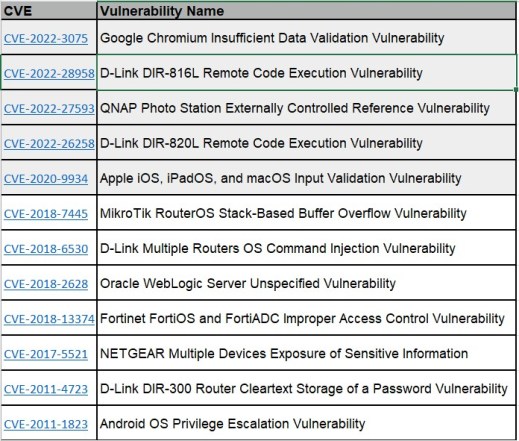 CVE Vulnerability Name
CVE-2022-3075 Google Chromium Insufficient Data Validation Vulnerability
CVE-2022-28958 D-Link DIR-816L Remote Code Execution Vulnerability
CVE-2022-27593 QNAP Photo Station Externally Controlled Reference Vulnerability
CVE-2022-26258 D-Link DIR-820L Remote Code Execution Vulnerability
CVE-2020-9934 Apple iOS, iPadOS, and macOS Input Validation Vulnerability
CVE-2018-7445 MikroTik RouterOS Stack-Based Buffer Overflow Vulnerability
CVE-2018-6530 D-Link Multiple Routers OS Command Injection Vulnerability
CVE-2018-2628 Oracle WebLogic Server Unspecified Vulnerability
CVE-2018-13374 Fortinet FortiOS and FortiADC Improper Access Control Vulnerability
CVE-2017-5521 NETGEAR Multiple Devices Exposure of Sensitive Information
CVE-2011-4723 D-Link DIR-300 Router Cleartext Storage of a Password Vulnerability
CVE-2011-1823 Android OS Privilege Escalation Vulnerability